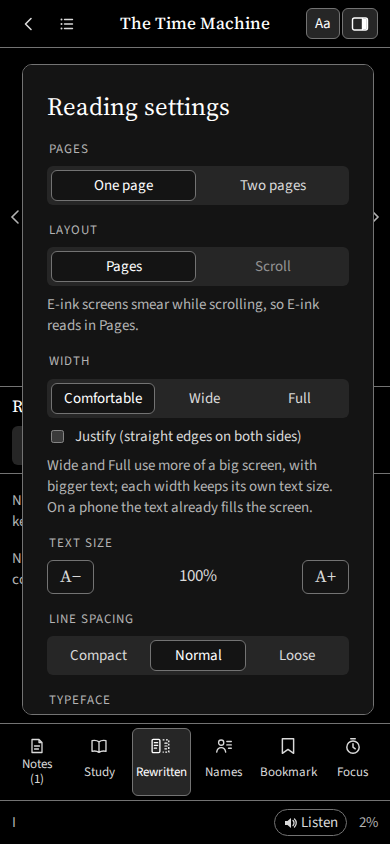 The Time Machine
Aa
Reading settings
PAGES
One page
Two pages
LAYOUT
Pages
Scroll
E-ink screens smear while scrolling, so E-ink
reads in Pages.
WIDTH
Comfortable
Wide
Full
Justify (straight edges on both sides)
Wide and Full use more of a big screen, with
bigger text; each width keeps its own text size.
On a phone the text already fills the screen.
TEXT SIZE
A−
100%
A+
LINE SPACING
Compact
Normal
Loose
TYPEFACE
Notes
(1)
Study
Rewritten
Names
Bookmark
Focus
I
Listen
2%